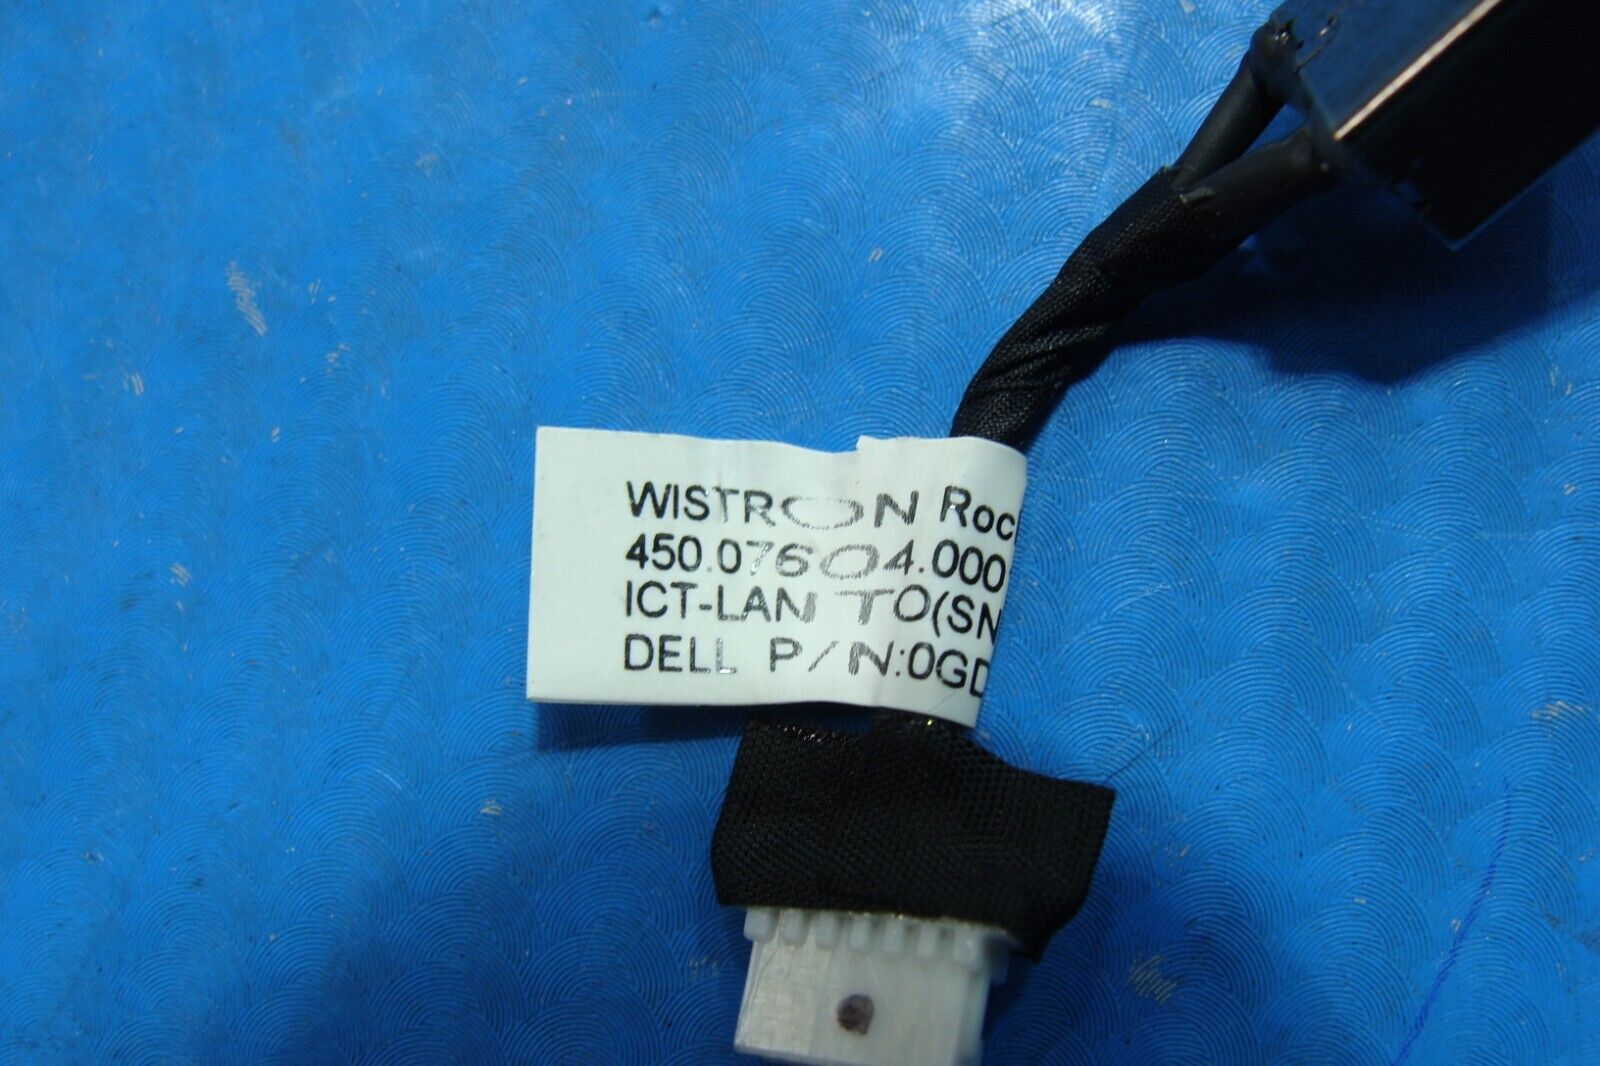 WISTRON Roc
450.07604.000
ICT-LAN TO(SN
DELL P/N:0GD